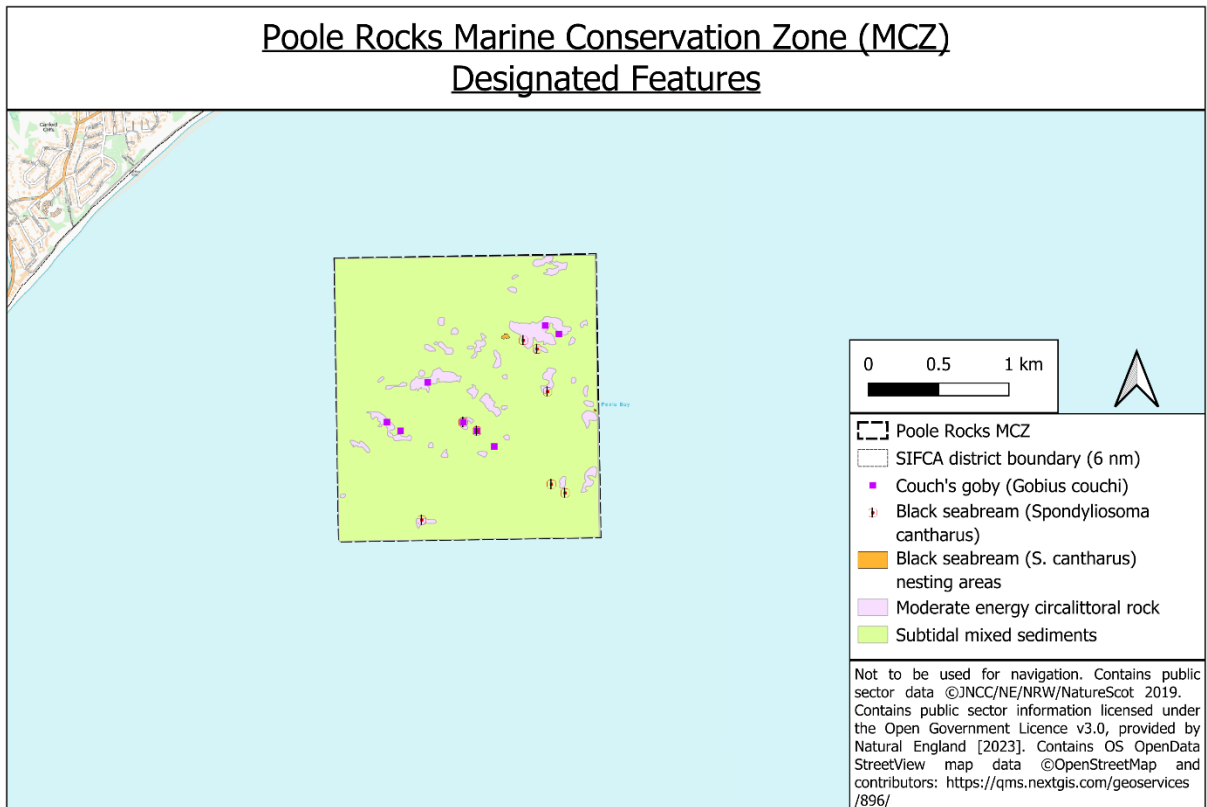 Poole Rocks Marine Conservation Zone (MCZ)
Designated Features
Canford
Cliffs
Poole Bay
0 0.5 1 km
Poole Rocks MCZ
SIFCA district boundary (6 nm)
Couch's goby (Gobius couchi)
Black seabream (Spondyliosoma
cantharus)
Black seabream (S. cantharus)
nesting areas
Moderate energy circalittoral rock
Subtidal mixed sediments
Not to be used for navigation. Contains public
sector data ©JNCC/NE/NRW/NatureScot 2019.
Contains public sector information licensed under
the Open Government Licence v3.0, provided by
Natural England [2023]. Contains OS OpenData
StreetView map data ©OpenStreetMap and
contributors: https://qms.nextgis.com/geoservices
/896/